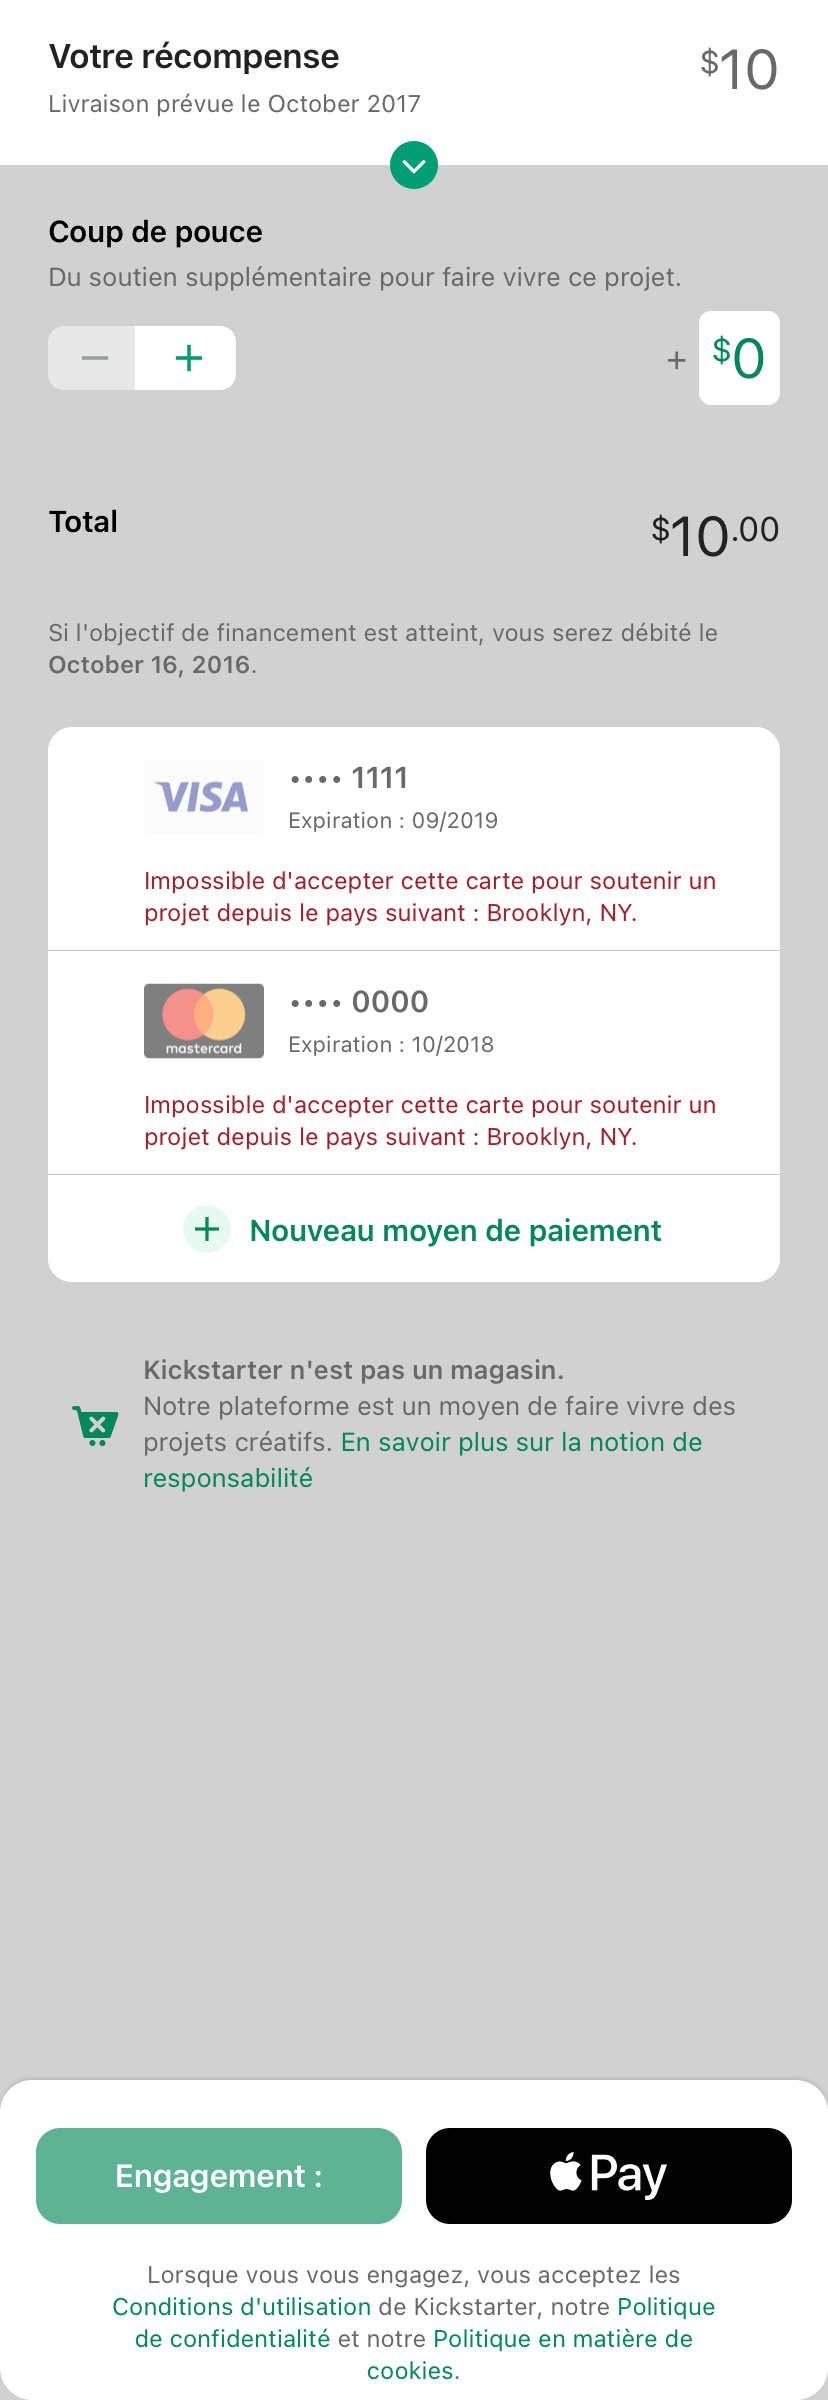 Votre récompense
$10
Livraison prévue le October 2017
Coup de pouce
Du soutien supplémentaire pour faire vivre ce projet.
+ $0
Total
$10.00
Si l'objectif de financement est atteint, vous serez débité le
October 16, 2016.
VISA
•••• 1111
Expiration : 09/2019
Impossible d'accepter cette carte pour soutenir un
projet depuis le pays suivant : Brooklyn, NY.
mastercard
•••• 0000
Expiration : 10/2018
Impossible d'accepter cette carte pour soutenir un
projet depuis le pays suivant : Brooklyn, NY.
Nouveau moyen de paiement
Kickstarter n'est pas un magasin.
Notre plateforme est un moyen de faire vivre des
projets créatifs. En savoir plus sur la notion de
responsabilité
Engagement :
Pay
Lorsque vous vous engagez, vous acceptez les
Conditions d'utilisation de Kickstarter, notre Politique
de confidentialité et notre Politique en matière de
cookies.